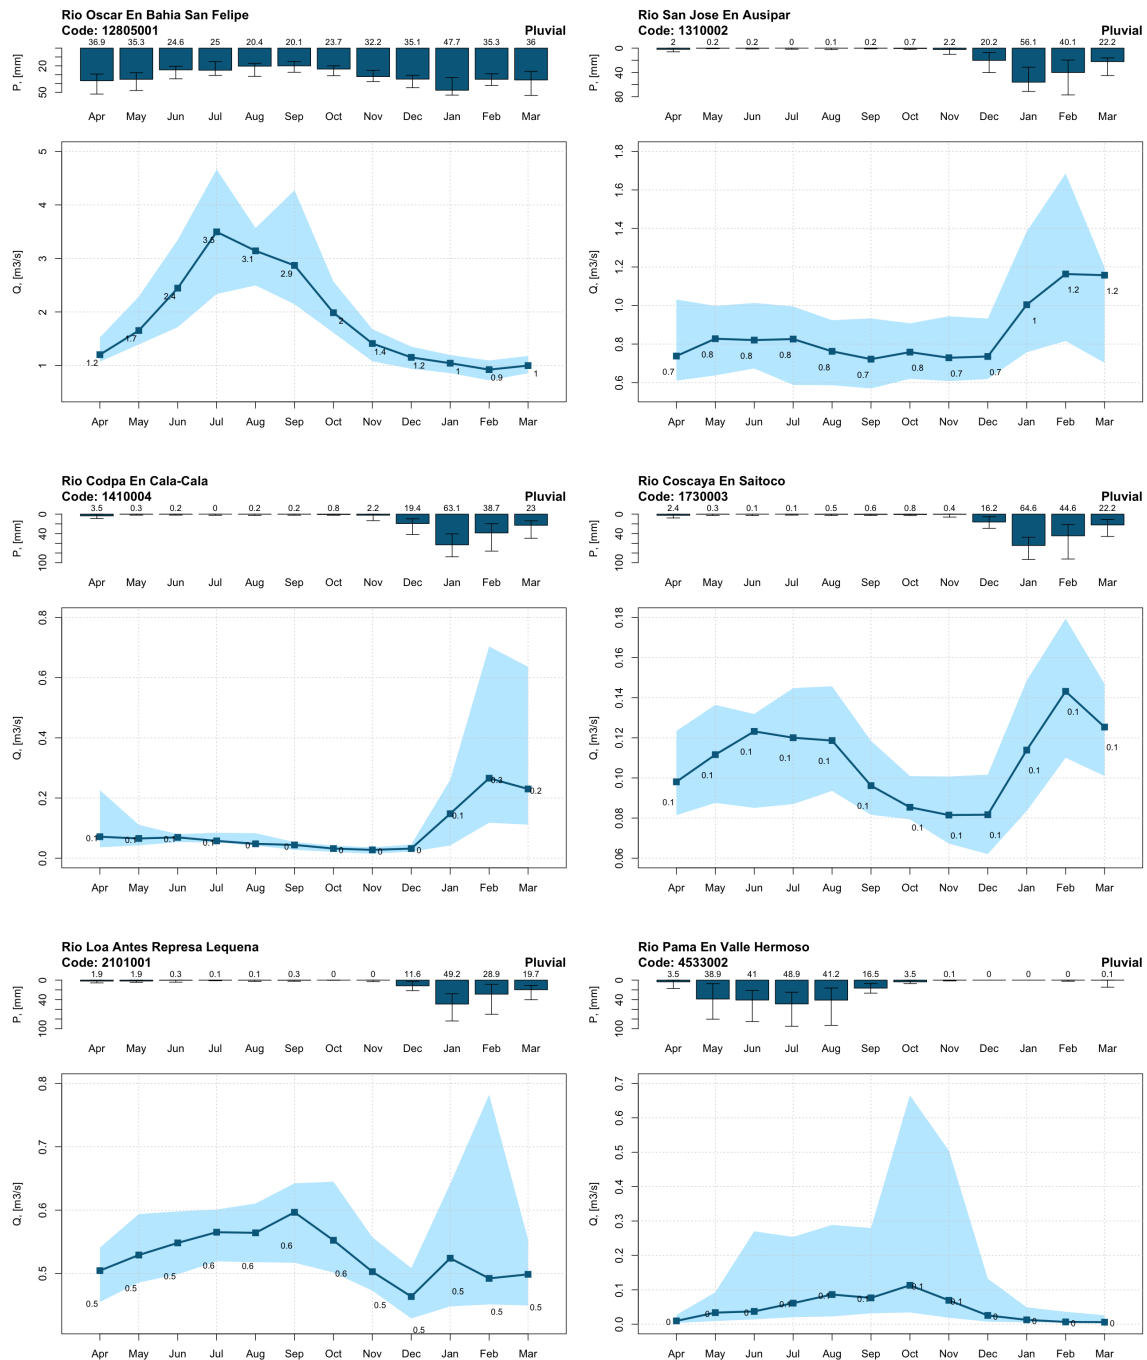 Rio Oscar En Bahia San Felipe
Code: 12805001 Pluvial
36.9 35.3 24.6 25 20.4 20.1 23.7 32.2 35.1 47.7 35.3 36
P, [mm]
20
50
Apr May Jun Jul Aug Sep Oct Nov Dec Jan Feb Mar
Q, [m3/s]
5
4
3
2
1
1.2 1.7 2.4 3.5 3.1 2.9 2 1.4 1.2 1 0.9 1
Apr May Jun Jul Aug Sep Oct Nov Dec Jan Feb Mar
Rio San Jose En Ausipar
Code: 1310002 Pluvial
2 0.2 0.2 0 0.1 0.2 0.7 2.2 20.2 56.1 40.1 22.2
P, [mm]
0
40
80
Apr May Jun Jul Aug Sep Oct Nov Dec Jan Feb Mar
Q, [m3/s]
1.8
1.6
1.4
1.2
1.0
0.8
0.6
0.7 0.8 0.8 0.8 0.8 0.7 0.8 0.7 0.7 1 1.2 1.2
Apr May Jun Jul Aug Sep Oct Nov Dec Jan Feb Mar
Rio Codpa En Cala-Cala
Code: 1410004 Pluvial
3.5 0.3 0.2 0 0.2 0.2 0.8 2.2 19.4 63.1 38.7 23
P, [mm]
0
40
100
Apr May Jun Jul Aug Sep Oct Nov Dec Jan Feb Mar
Q, [m3/s]
0.8
0.6
0.4
0.2
0.0
0.1 0.1 0.1 0.1 0 0 0 0 0 0.1 0.3 0.2
Apr May Jun Jul Aug Sep Oct Nov Dec Jan Feb Mar
Rio Coscaya En Saitoco
Code: 1730003 Pluvial
2.4 0.3 0.1 0.1 0.5 0.6 0.8 0.4 16.2 64.6 44.6 22.2
P, [mm]
0
40
100
Apr May Jun Jul Aug Sep Oct Nov Dec Jan Feb Mar
Q, [m3/s]
0.18
0.16
0.14
0.12
0.10
0.08
0.06
0.1 0.1 0.1 0.1 0.1 0.1 0.1 0.1 0.1 0.1 0.1 0.1
Apr May Jun Jul Aug Sep Oct Nov Dec Jan Feb Mar
Rio Loa Antes Represa Lequena
Code: 2101001 Pluvial
1.9 1.9 0.3 0.1 0.1 0.3 0 0 11.6 49.2 28.9 19.7
P, [mm]
0
40
100
Apr May Jun Jul Aug Sep Oct Nov Dec Jan Feb Mar
Q, [m3/s]
0.8
0.7
0.6
0.5
0.5 0.5 0.5 0.6 0.6 0.6 0.6 0.5 0.5 0.5 0.5 0.5
Apr May Jun Jul Aug Sep Oct Nov Dec Jan Feb Mar
Rio Pama En Valle Hermoso
Code: 4533002 Pluvial
3.5 38.9 41 48.9 41.2 16.5 3.5 0.1 0 0 0 0.1
P, [mm]
0
40
100
Apr May Jun Jul Aug Sep Oct Nov Dec Jan Feb Mar
Q, [m3/s]
0.7
0.6
0.5
0.4
0.3
0.2
0.1
0.0
0 0 0 0.1 0.1 0.1 0.1 0.1 0 0 0 0
Apr May Jun Jul Aug Sep Oct Nov Dec Jan Feb Mar